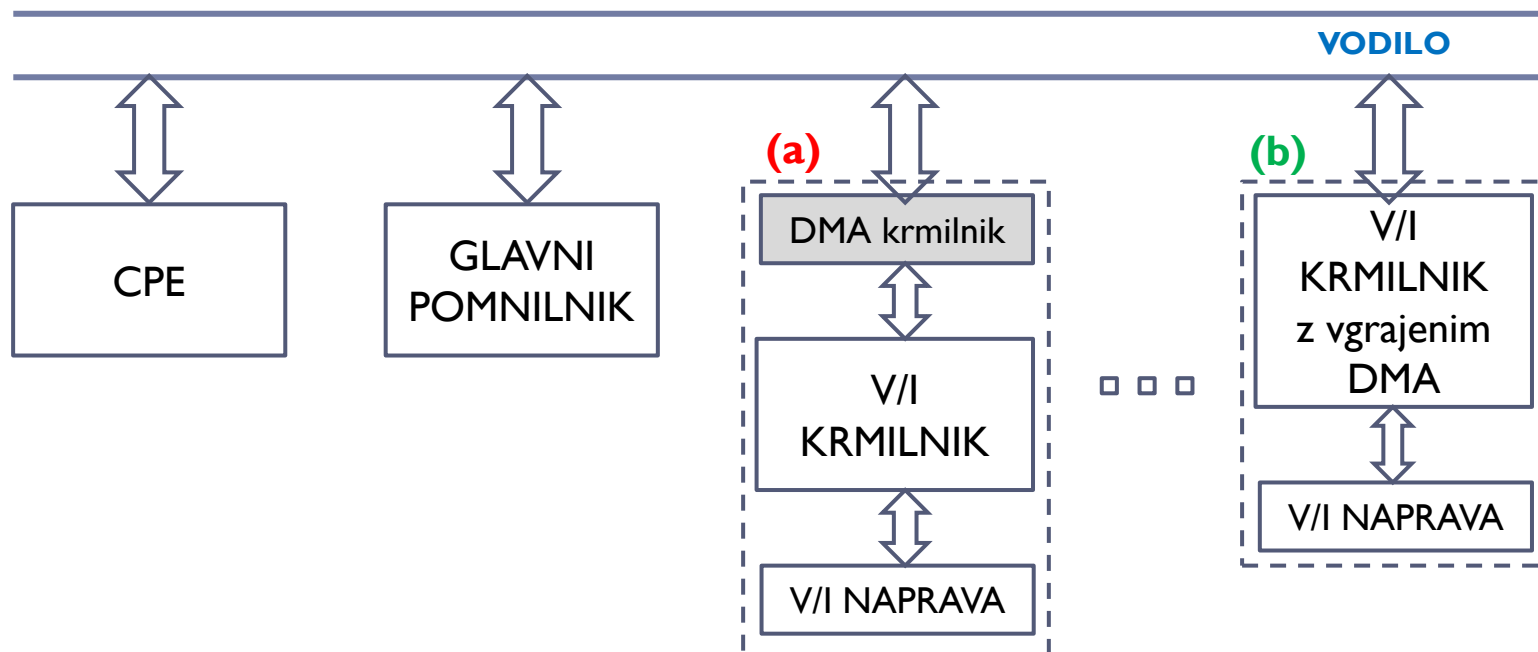 VODILO
(a)
(b)
CPE
GLAVNI
POMNILNIK
DMA krmilnik
V/I
KRMILNIK
V/I NAPRAVA
V/I
KRMILNIK
z vgrajenim
DMA
V/I NAPRAVA